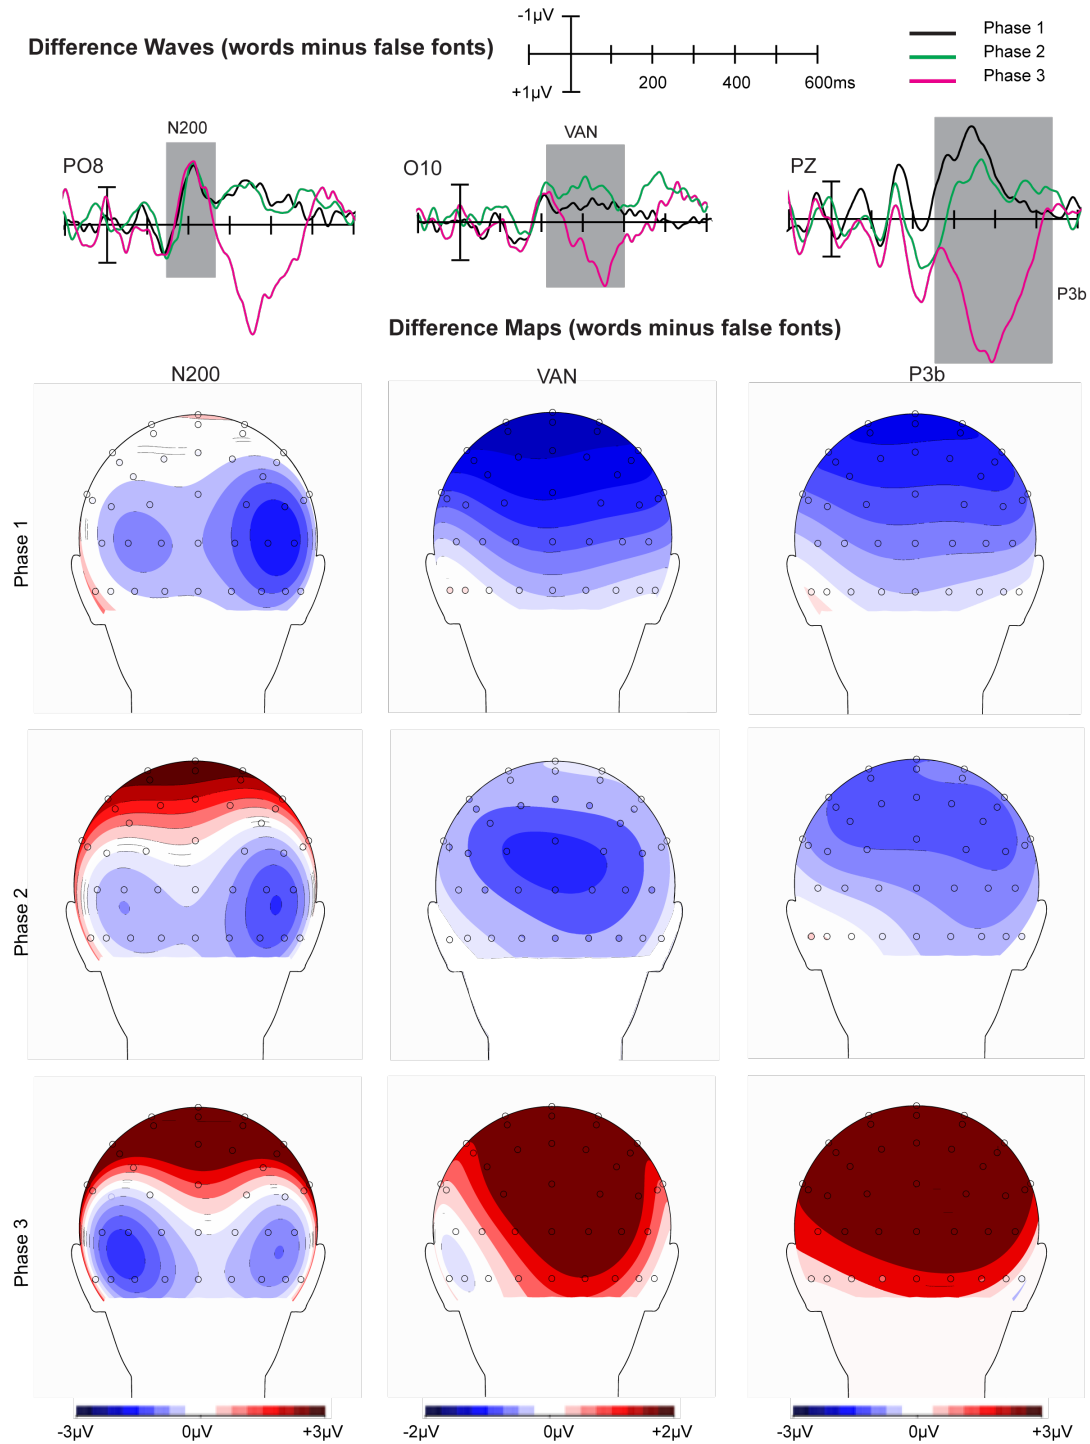 -1µV
Difference Waves (words minus false fonts)
200 400 600ms
+1µV
Phase 1
Phase 2
Phase 3
N200
VAN
PO8
O10
PZ
P3b
Difference Maps (words minus false fonts)
N200 VAN P3b
Phase 1
Phase 2
Phase 3
-3µV 0µV +3µV -2µV 0µV +2µV -3µV 0µV +3µV